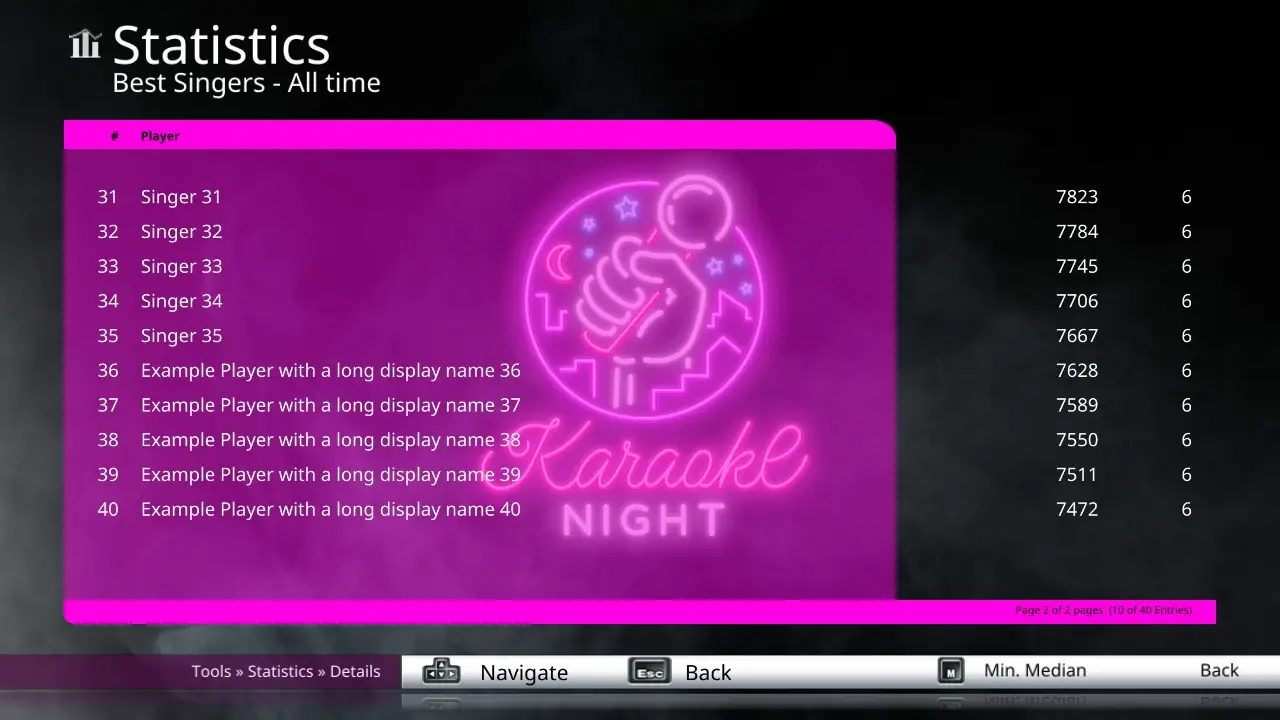 Statistics
Best Singers - All time
# Player
31 Singer 31 7823 6
32 Singer 32 7784 6
33 Singer 33 7745 6
34 Singer 34 7706 6
35 Singer 35 7667 6
36 Example Player with a long display name 36 7628 6
37 Example Player with a long display name 37 7589 6
38 Example Player with a long display name 38 7550 6
39 Example Player with a long display name 39 7511 6
40 Example Player with a long display name 40 7472 6
Karaoke
NIGHT
Page 2 of 2 pages (10 of 40 Entries)
Tools » Statistics » Details Navigate Esc Back M Min. Median Back